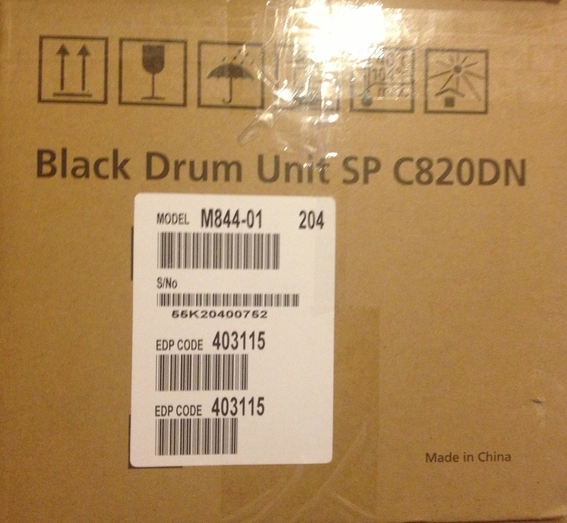 Black Drum Unit SP C820DN
MODEL M844-01 204
S/No
55K20400752
EDP CODE 403115
EDP CODE 403115
Made in China